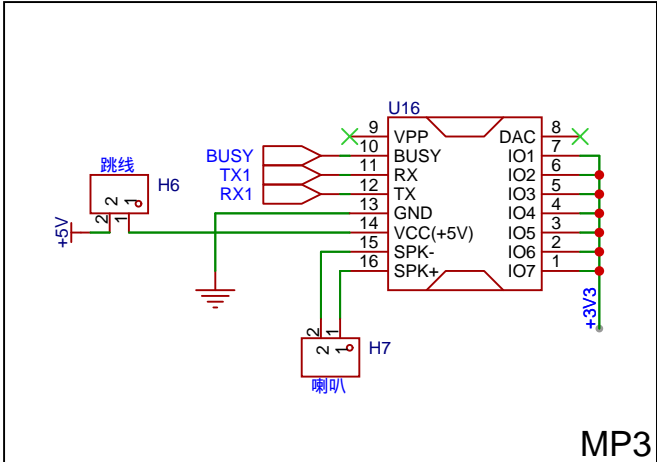 U16
9 VPP DAC 8
BUSY 10 BUSY IO1 7
TX1 11 RX IO2 6
RX1 12 TX IO3 5
13 GND IO4 4
14 VCC(+5V) IO5 3
15 SPK- IO6 2
16 SPK+ IO7 1
跳线
H6
2 1
2 1
+5V
+3V3
2 1
2 1
H7
喇叭
MP3